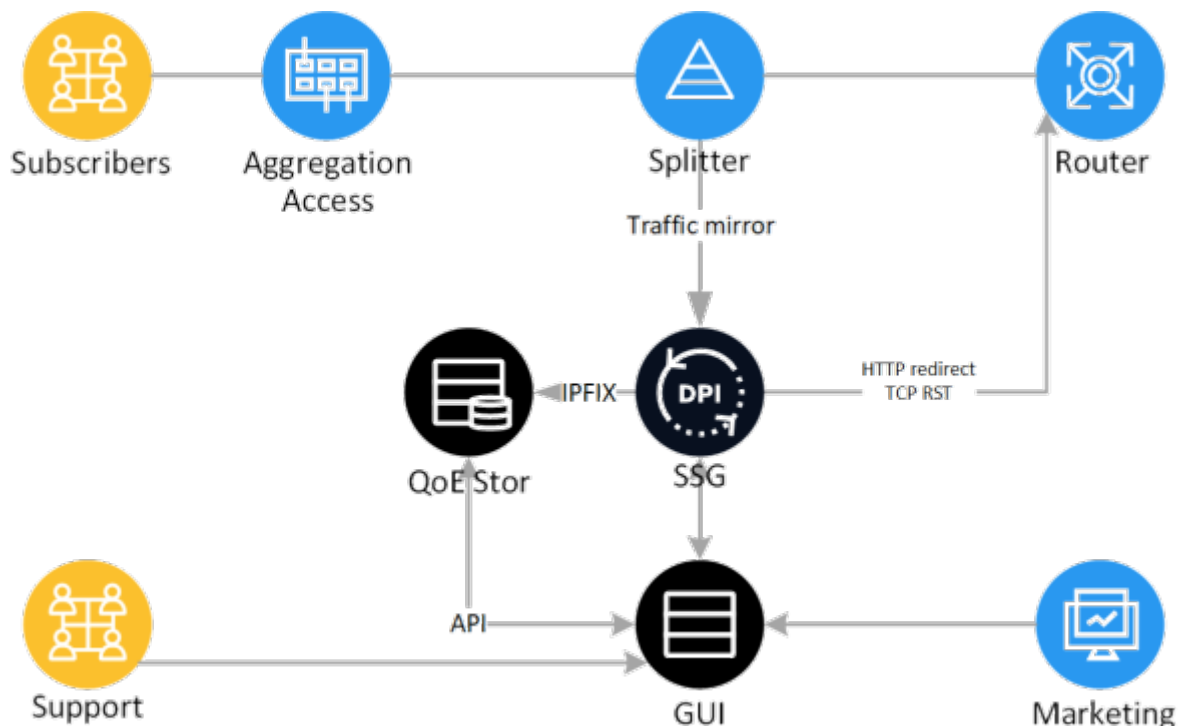 Subscribers
Aggregation
Access
Splitter
Router
Traffic mirror
HTTP redirect
TCP RST
IPFIX
DPI
QoE Stor
SSG
API
Support
GUI
Marketing